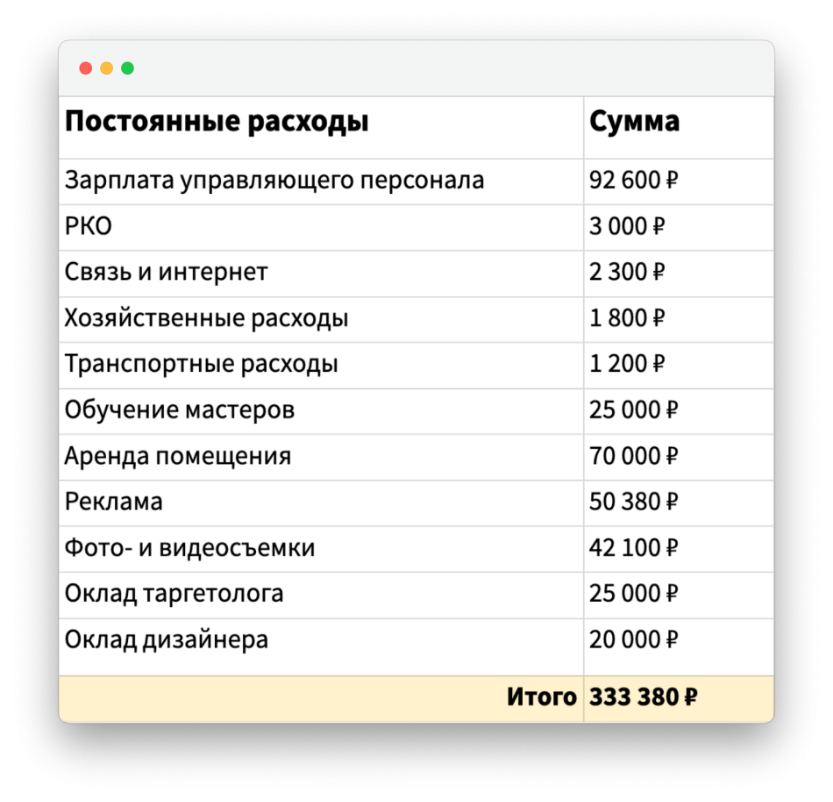 Постоянные расходы Сумма
Зарплата управляющего персонала 92 600 ₽
РКО 3 000 ₽
Связь и интернет 2 300 ₽
Хозяйственные расходы 1 800 ₽
Транспортные расходы 1 200 ₽
Обучение мастеров 25 000 ₽
Аренда помещения 70 000 ₽
Реклама 50 380 ₽
Фото- и видеосъемки 42 100 ₽
Оклад таргетолога 25 000 ₽
Оклад дизайнера 20 000 ₽
Итого 333 380 ₽